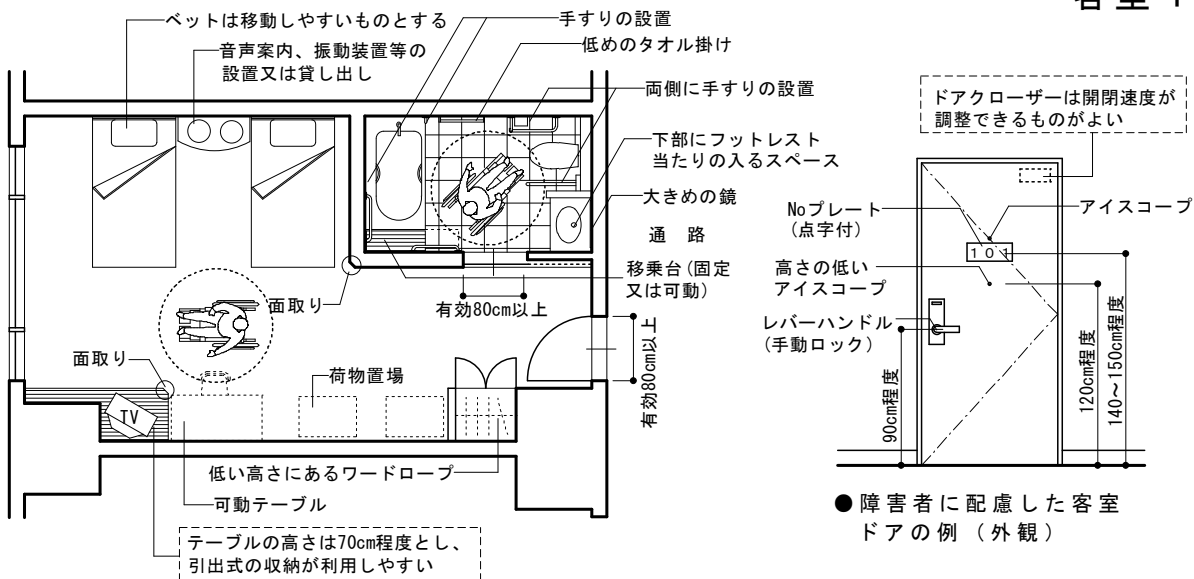 ベットは移動しやすいものとする
音声案内、振動装置等の
設置又は貸し出し
手すりの設置
低めのタオル掛け
両側に手すりの設置
下部にフットレスト
当たりの入るスペース
大きめの鏡
通 路
移乗台(固定
又は可動)
面取り
有効80cm以上
有効80cm以上
面取り
荷物置場
TV
低い高さにあるワードローブ
可動テーブル
テーブルの高さは70cm程度とし、
引出式の収納が利用しやすい
ドアクローザーは開閉速度が
調整できるものがよい
Noプレート
(点字付)
アイスコープ
101
高さの低い
アイスコープ
レバーハンドル
(手動ロック)
90cm程度
120cm程度
140～150cm程度
●障害者に配慮した客室
ドアの例(外観)